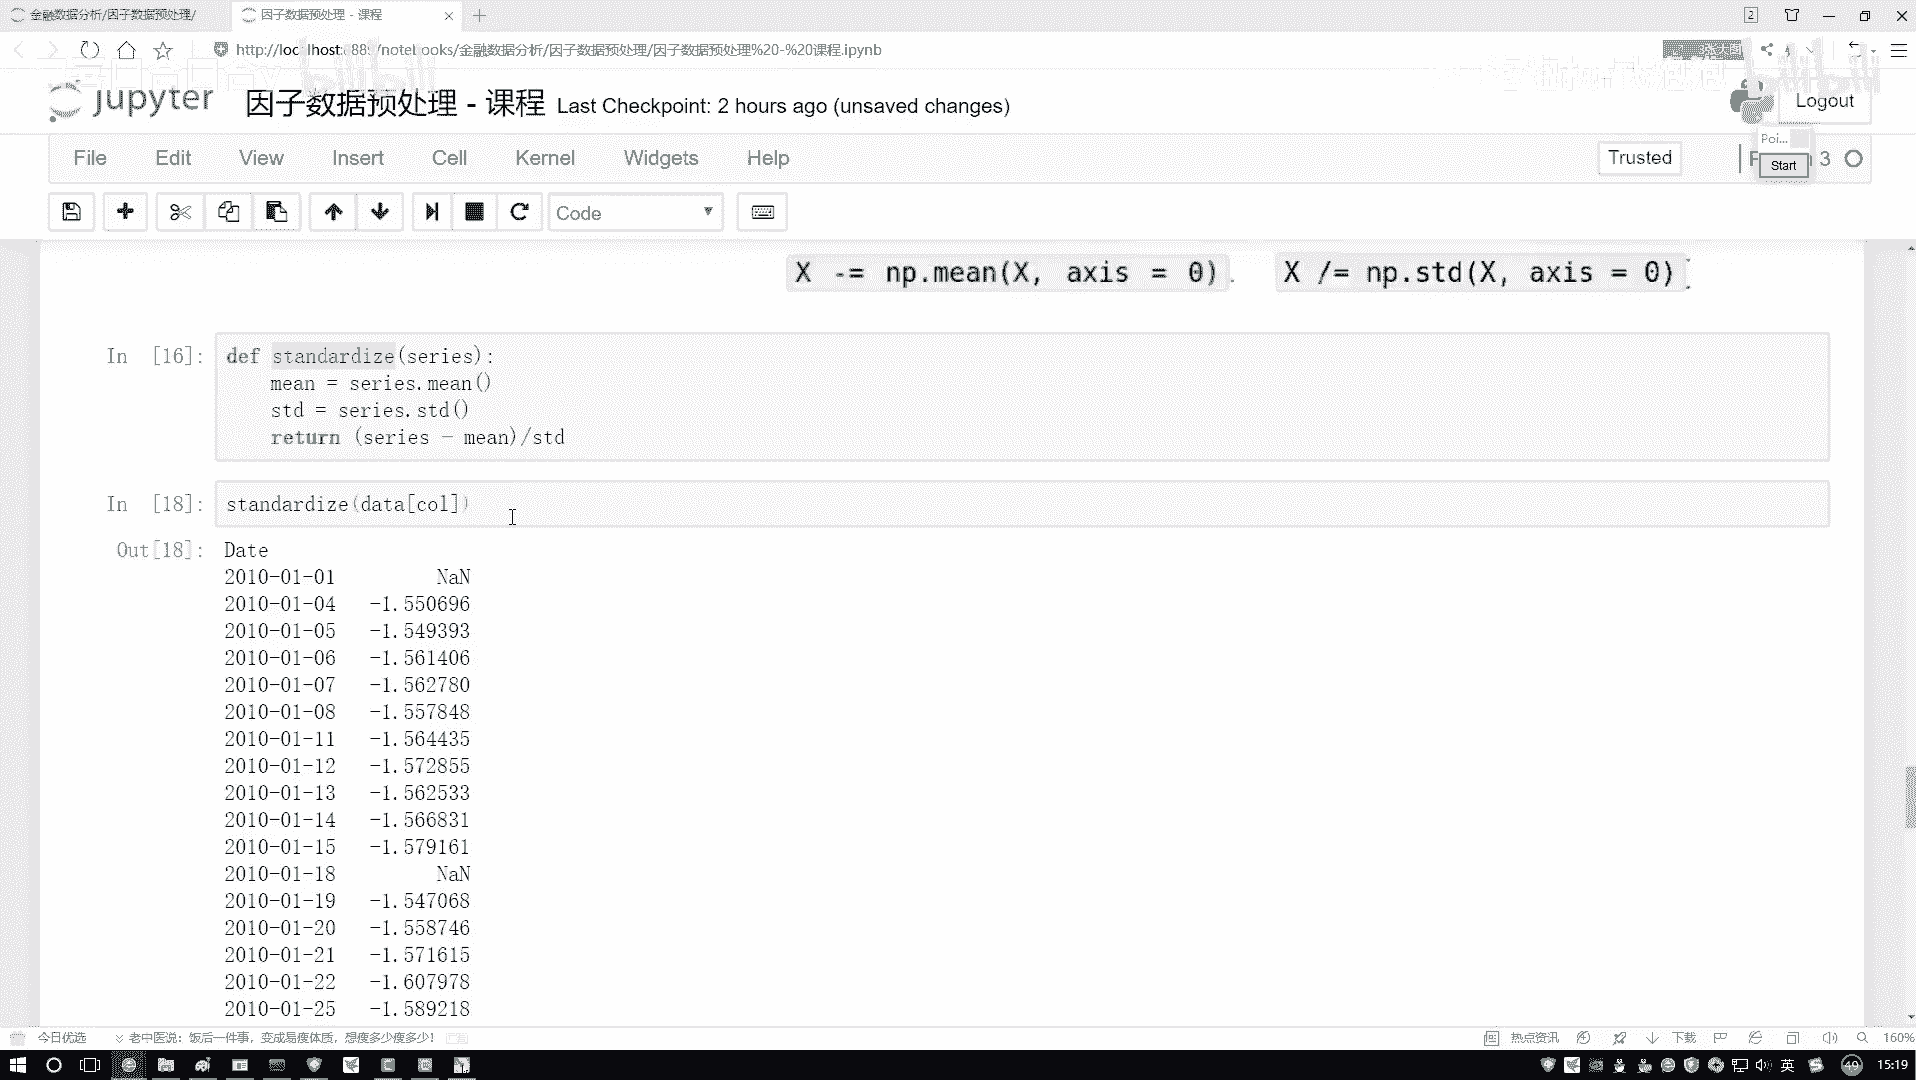 金融数据分析/因子数据预处理/
因子数据预处理 - 课程
2
/notebooks/金融数据分析/因子数据预处理/因子数据预处理%20-%20课程.ipynb
jupyter
因子数据预处理 - 课程 Last Checkpoint: 2 hours ago (unsaved changes)
Logout
File Edit View Insert Cell Kernel Widgets Help
Trusted
3
Poi...
Start
Code
X -= np.mean(X, axis = 0). X /= np.std(X, axis = 0)
In [16]: def standardize(series):
mean = series.mean()
std = series.std()
return (series - mean)/std
In [18]: standardize(data[col])
Out[18]: Date
2010-01-01 NaN
2010-01-04 -1.550696
2010-01-05 -1.549393
2010-01-06 -1.561406
2010-01-07 -1.562780
2010-01-08 -1.557848
2010-01-11 -1.564435
2010-01-12 -1.572855
2010-01-13 -1.562533
2010-01-14 -1.566831
2010-01-15 -1.579161
2010-01-18 NaN
2010-01-19 -1.547068
2010-01-20 -1.558746
2010-01-21 -1.571615
2010-01-22 -1.607978
2010-01-25 -1.589218
今日优选 老中医说：饭后一件事，变成易瘦体质，想瘦多少瘦多少！
热点资讯 下载 160%
英 49 15:19